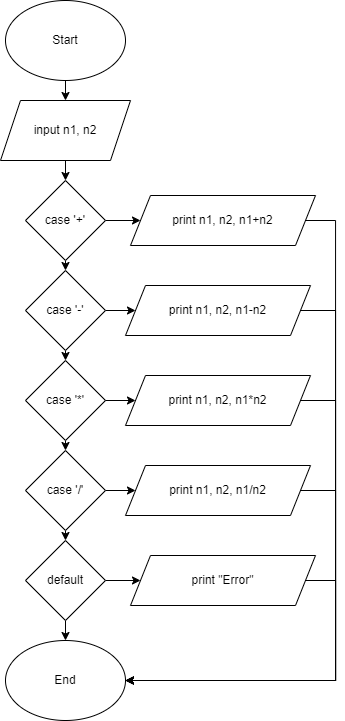 Start
input n1, n2
case '+'
print n1, n2, n1+n2
case '-'
print n1, n2, n1-n2
case '*'
print n1, n2, n1*n2
case '/'
print n1, n2, n1/n2
default
print "Error"
End